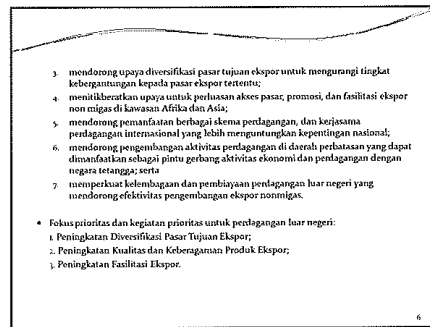 3. mendorong upaya diversifikasi pasar tujuan ekspor untuk mengurangi tingkat
kebergantungan kepada pasar ekspor tertentu;
4. menitikberatkan upaya untuk perluasan akses pasar, promosi, dan fasilitasi ekspor
non migas di kawasan Afrika dan Asia;
5. mendorong pemanfaatan berbagai skema perdagangan, dan kerjasama
perdagangan internasional yang lebih menguntungkan kepentingan nasional;
6. mendorong pengembangan aktivitas perdagangan di daerah perbatasan yang dapat
dimanfaatkan sebagai pintu gerbang aktivitas ekonomi dan perdagangan dengan
negara tetangga; serta
7. memperkuat kelembagaan dan pembiayaan perdagangan luar negeri yang
mendorong efektivitas pengembangan ekspor nonmigas.
• Fokus prioritas dan kegiatan prioritas untuk perdagangan luar negeri:
1. Peningkatan Diversifikasi Pasar Tujuan Ekspor;
2. Peningkatan Kualitas dan Keberagaman Produk Ekspor;
3. Peningkatan Fasilitasi Ekspor.
6